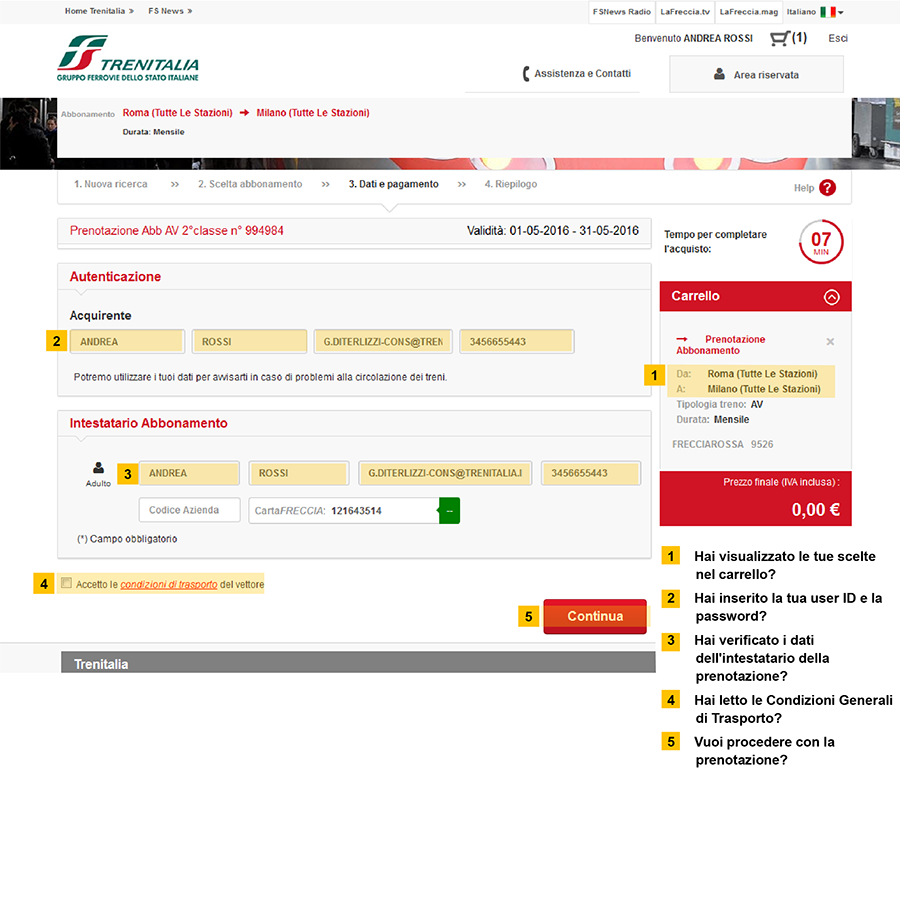 Home Trenitalia »
FS News »
FSNews Radio
LaFreccia.tv
LaFreccia.mag
Italiano
Benvenuto ANDREA ROSSI
(1)
Esci
TRENITALIA
GRUPPO FERROVIE DELLO STATO ITALIANE
Assistenza e Contatti
Area riservata
Abbonamento
Roma (Tutte Le Stazioni) → Milano (Tutte Le Stazioni)
Durata: Mensile
1. Nuova ricerca » 2. Scelta abbonamento » 3. Dati e pagamento » 4. Riepilogo
Help ?
Prenotazione Abb AV 2°classe n° 994984
Validità: 01-05-2016 - 31-05-2016
Tempo per completare
l'acquisto:
07
MIN
Autenticazione
Acquirente
2 ANDREA ROSSI G.DITERLIZZI-CONS@TREN 3456655443
Potremo utilizzare i tuoi dati per avvisarti in caso di problemi alla circolazione dei treni.
Intestatario Abbonamento
Adulto
3 ANDREA ROSSI G.DITERLIZZI-CONS@TRENITALIA.I 3456655443
Codice Azienda
CartaFRECCIA: 121643514
--
(*) Campo obbligatorio
4 Accetto le condizioni di trasporto del vettore
5 Continua
Trenitalia
Carrello
→ Prenotazione
Abbonamento
×
1
Da: Roma (Tutte Le Stazioni)
A: Milano (Tutte Le Stazioni)
Tipologia treno: AV
Durata: Mensile
FRECCIAROSSA 9526
Prezzo finale (IVA inclusa) :
0,00 €
1 Hai visualizzato le tue scelte
nel carrello?
2 Hai inserito la tua user ID e la
password?
3 Hai verificato i dati
dell'intestatario della
prenotazione?
4 Hai letto le Condizioni Generali
di Trasporto?
5 Vuoi procedere con la
prenotazione?